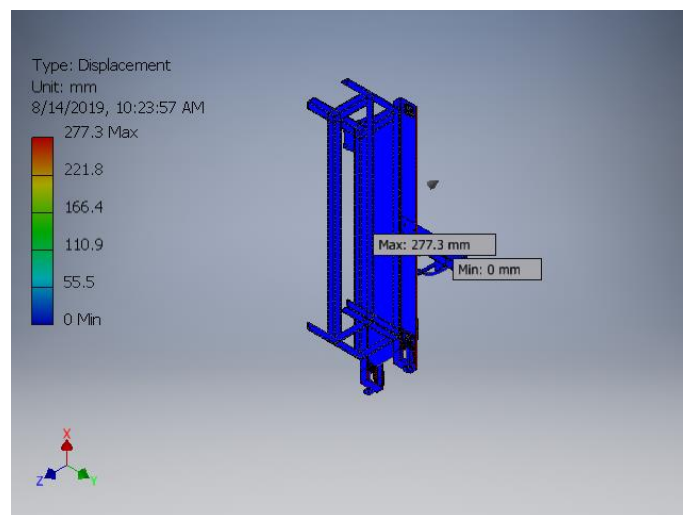 Type: Displacement
Unit: mm
8/14/2019, 10:23:57 AM
277.3 Max
221.8
166.4
110.9
55.5
0 Min
Max: 277.3 mm
Min: 0 mm
X
Z
Y